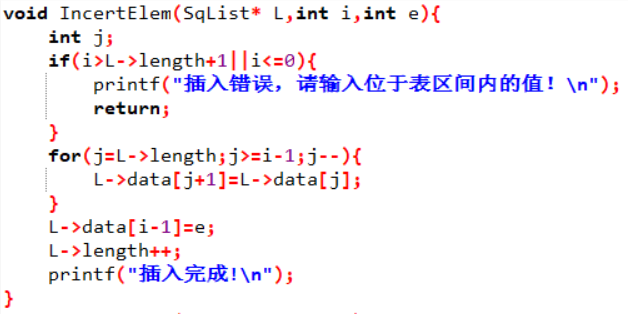 void IncertElem(SqList* L,int i,int e){
    int j;
    if(i>L->length+1||i<=0){
        printf("插入错误，请输入位于表区间内的值！\n");
        return;
    }
    for(j=L->length;j>=i-1;j--){
        L->data[j+1]=L->data[j];
    }
    L->data[i-1]=e;
    L->length++;
    printf("插入完成!\n");
}